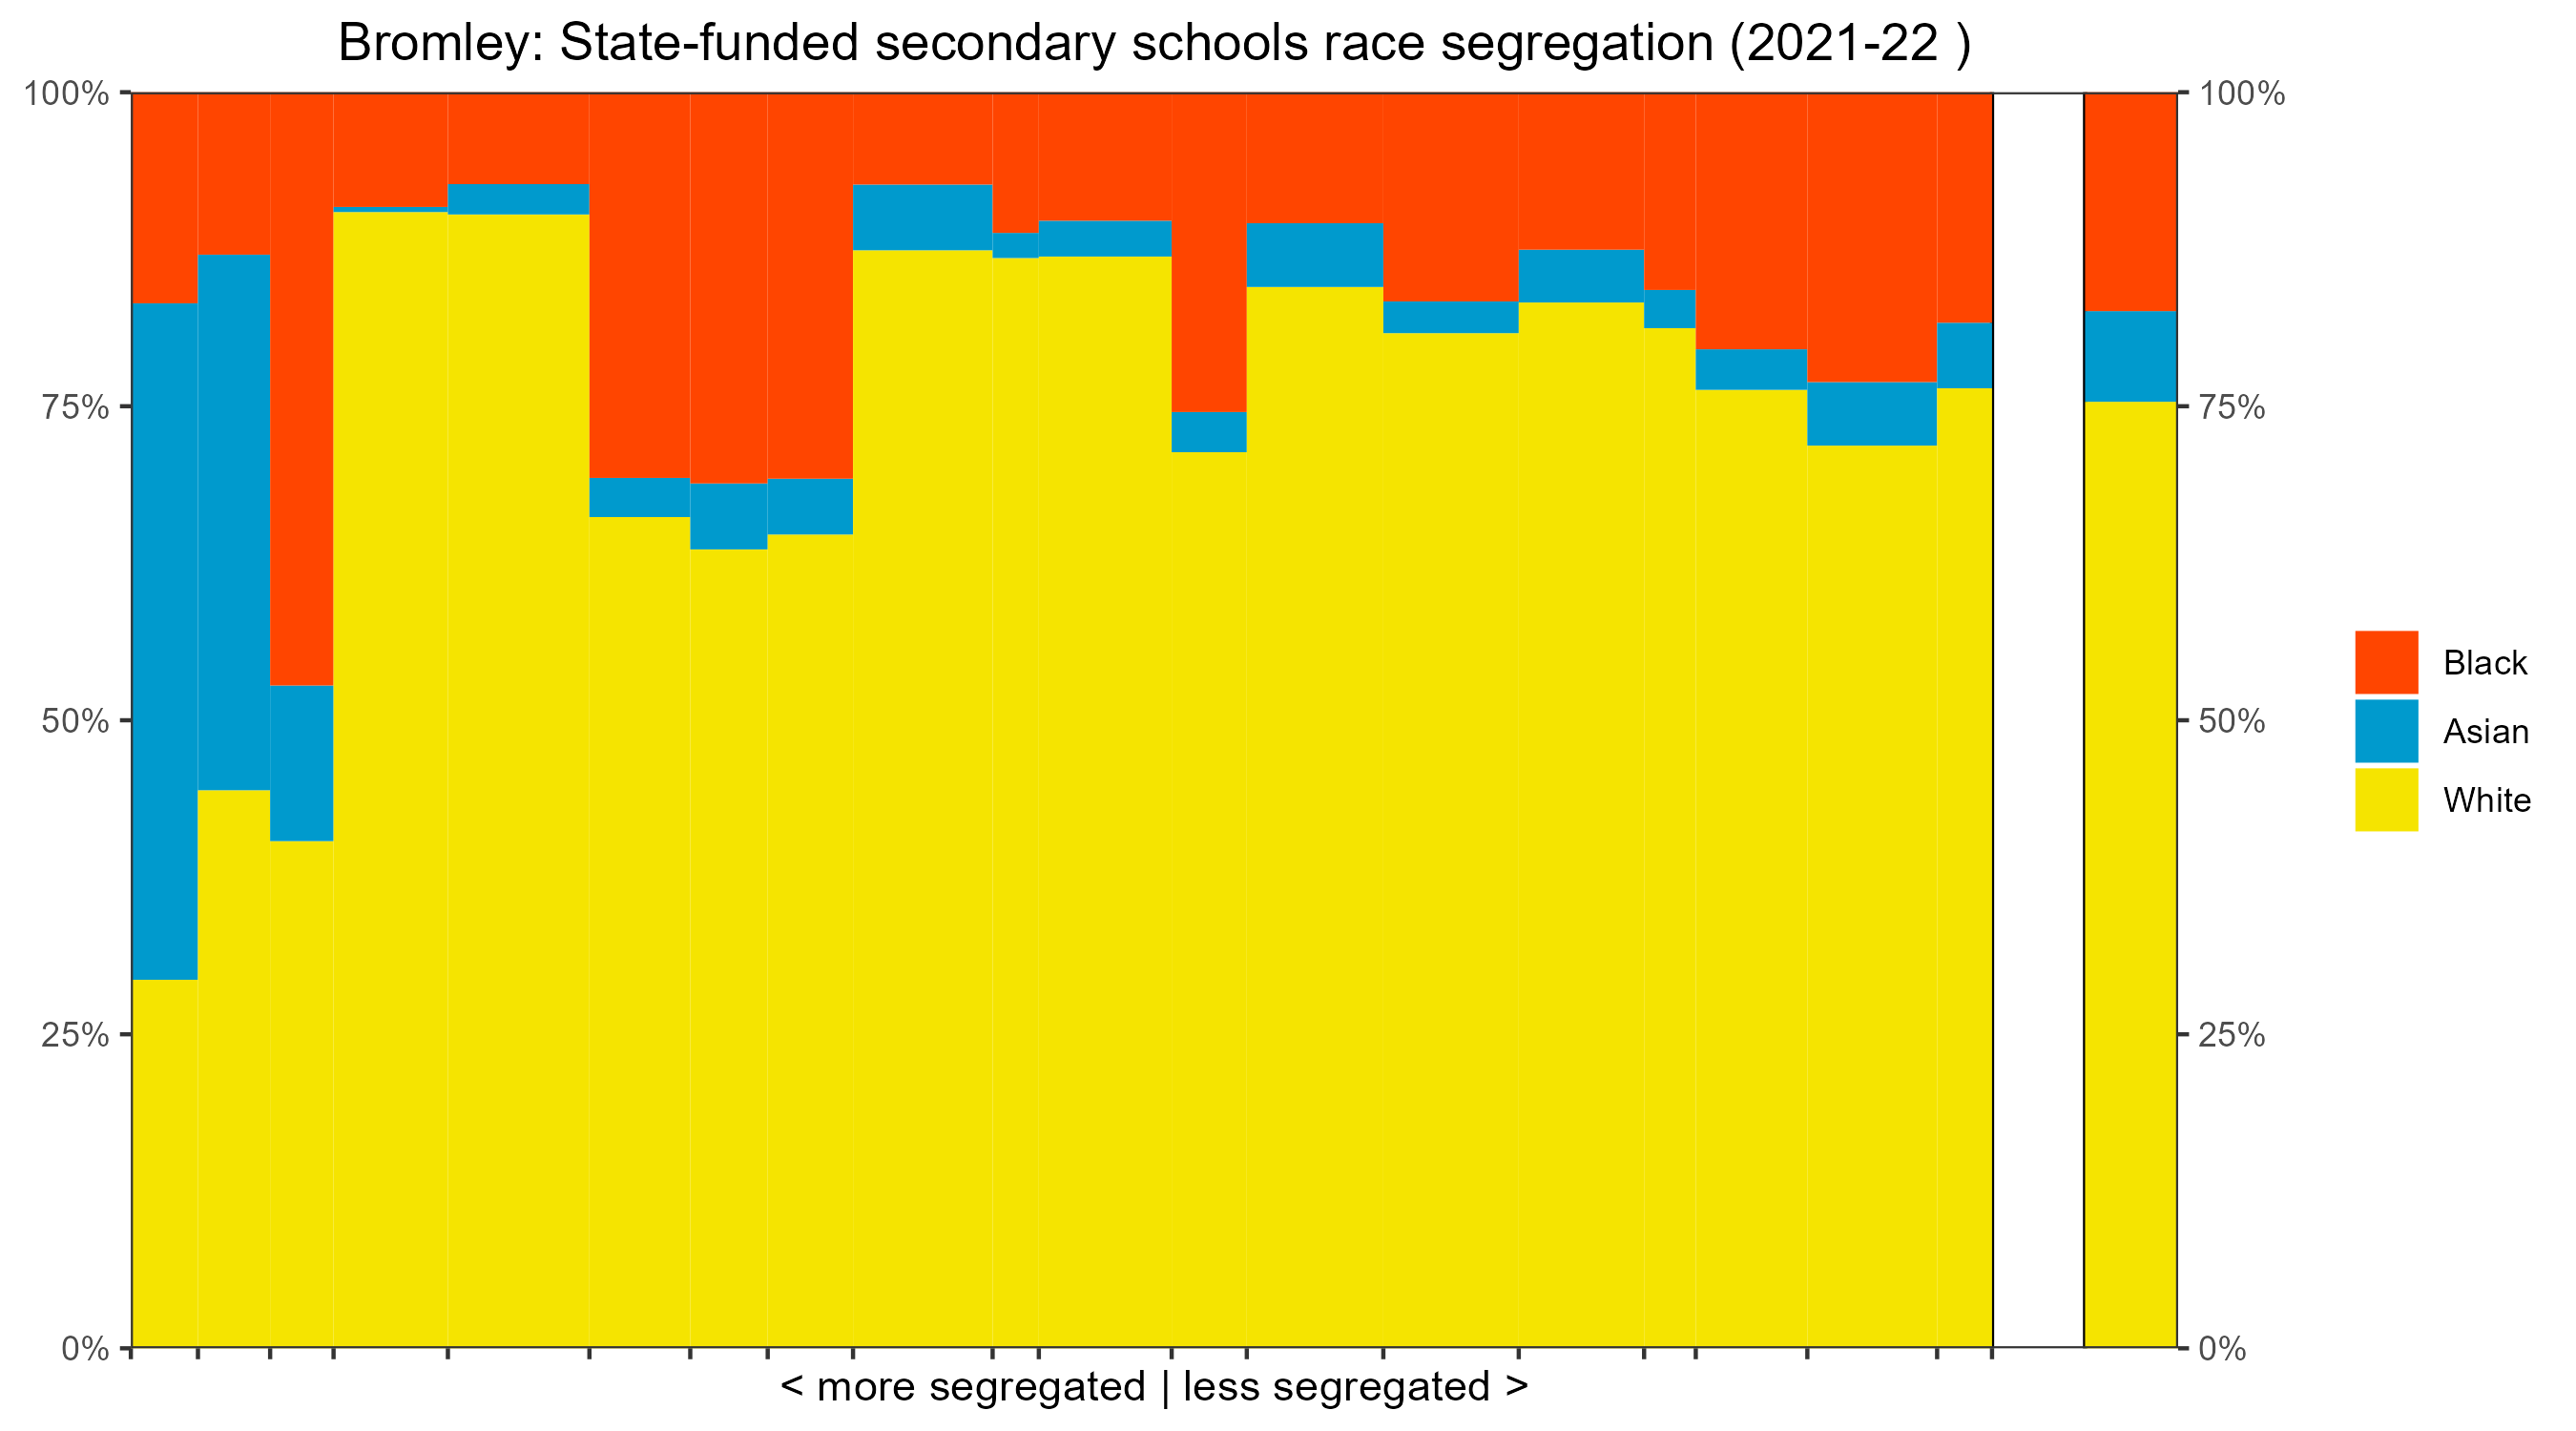 Bromley: State-funded secondary schools race segregation (2021-22 )
100%
75%
50%
25%
0%
100%
75%
50%
25%
0%
Black
Asian
White
< more segregated | less segregated >